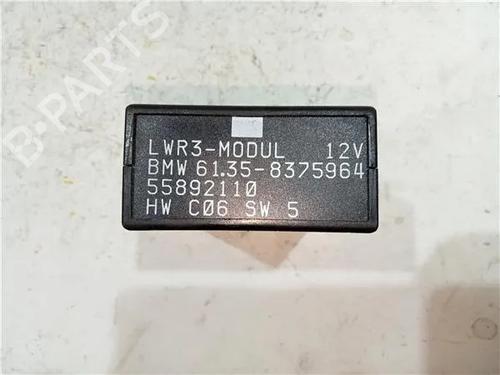 B-PARTS
LWR3-MODUL 12V
BMW 61.35-8375964
55892110
HW C06 SW 5